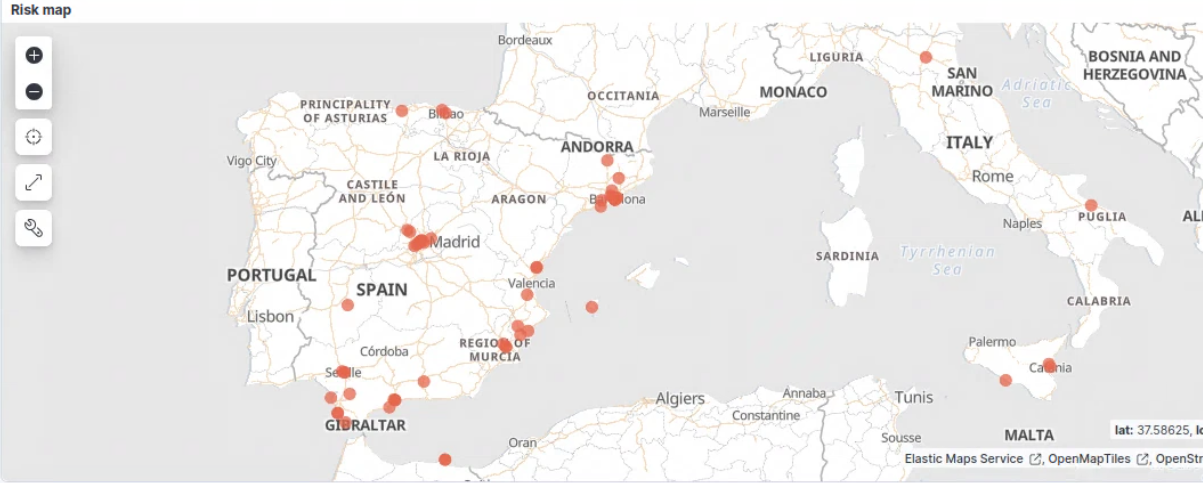 Risk map
Bordeaux
LIGURIA
BOSNIA AND
HERZEGOVINA
SAN
MARINO
Adriatic
Sea
OCCITANIA
MONACO
Marseille
PRINCIPALITY
OF ASTURIAS
Bilbao
ANDORRA
ITALY
Vigo City
LA RIOJA
Rome
CASTILE
AND LEÓN
ARAGON
Barcelona
Naples
PUGLIA
Madrid
SARDINIA
Tyrrhenian
Sea
PORTUGAL
SPAIN
Valencia
Lisbon
CALABRIA
Córdoba
REGION OF
MURCIA
Palermo
Seville
Catania
GIBRALTAR
Algiers
Annaba
Tunis
Constantine
Oran
Sousse
MALTA
lat: 37.58625,
Elastic Maps Service, OpenMapTiles,